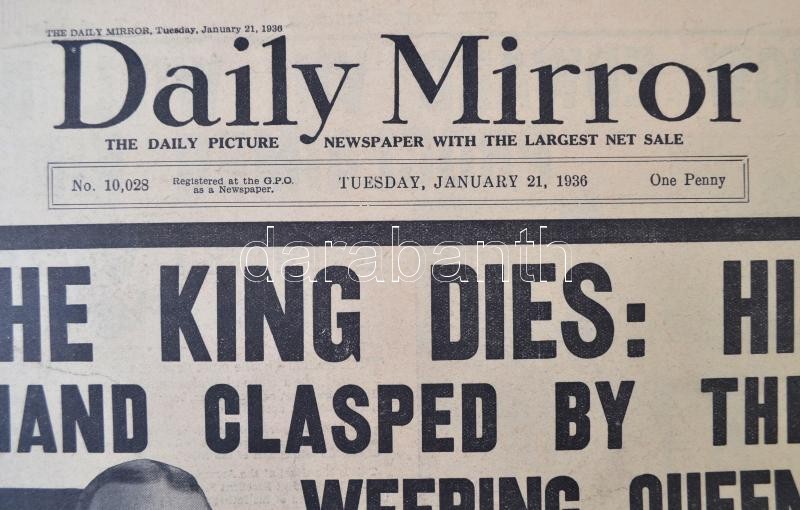 THE DAILY MIRROR, Tuesday, January 21, 1936
Daily Mirror
THE DAILY PICTURE NEWSPAPER WITH THE LARGEST NET SALE
No. 10,028 Registered at the G.P.O. as a Newspaper. TUESDAY, JANUARY 21, 1936 One Penny
darabanth
HE KING DIES: HI
HAND CLASPED BY THE
WEEPING QUEEN